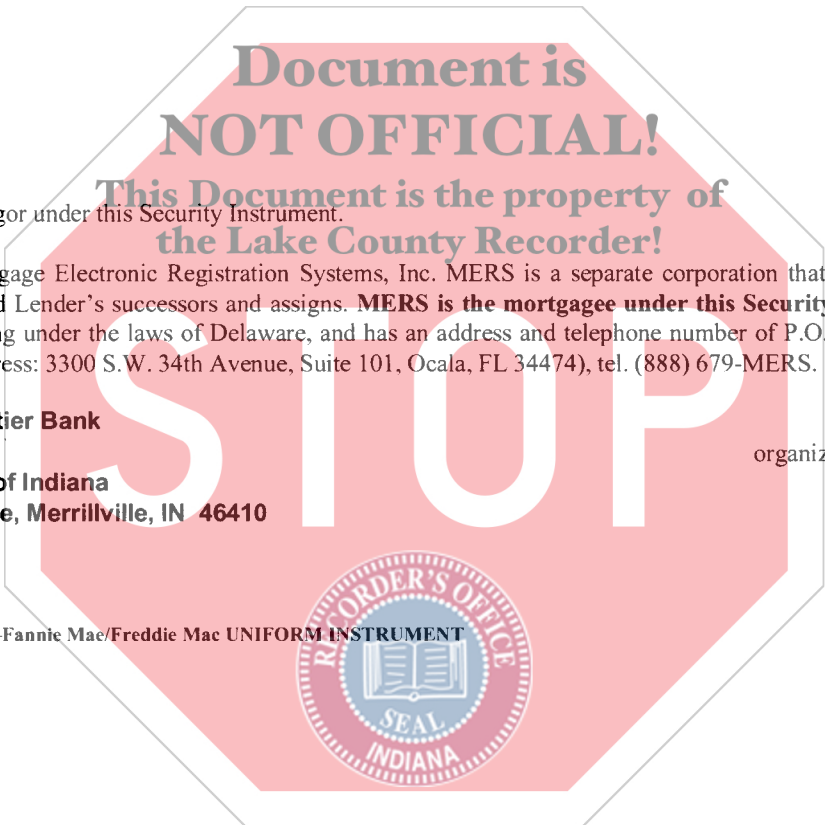 Document is
NOT OFFICIAL!
This Document is the property of
the Lake County Recorder!
gor under this Security Instrument.
gage Electronic Registration Systems, Inc. MERS is a separate corporation that
d Lender's successors and assigns. MERS is the mortgagee under this Security
ng under the laws of Delaware, and has an address and telephone number of P.O.
ress: 3300 S.W. 34th Avenue, Suite 101, Ocala, FL 34474), tel. (888) 679-MERS.
STOP
tier Bank
organiz
of Indiana
e, Merrillville, IN 46410
-Fannie Mae/Freddie Mac UNIFORM INSTRUMENT
RECORDER'S OFFICE
SEAL
INDIANA